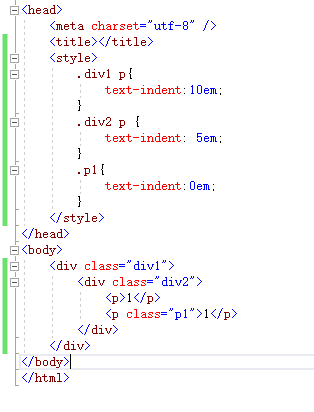 <head>
    <meta charset="utf-8" />
    <title></title>
    <style>
        .div1 p{
            text-indent:10em;
        }
        .div2 p {
            text-indent: 5em;
        }
        .p1{
            text-indent:0em;
        }
    </style>
</head>
<body>
    <div class="div1">
        <div class="div2">
            <p>1</p>
            <p class="p1">1</p>
        </div>
    </div>
</body>
</html>